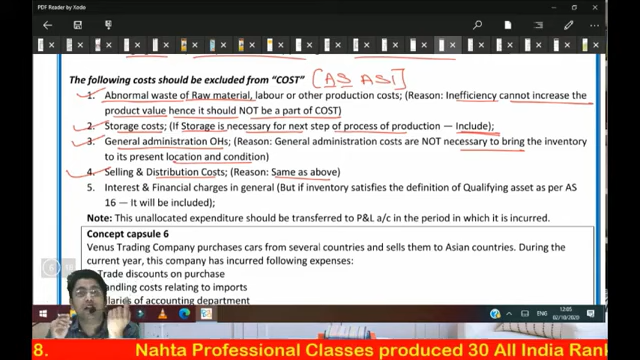 PDF Reader by Xodo
The following costs should be excluded from "COST" [AS ASI]
1. Abnormal waste of Raw material, labour or other production costs; (Reason: Inefficiency cannot increase the
product value hence it should NOT be a part of COST)
2. Storage costs; (If Storage is necessary for next step of process of production — Include);
3. General administration OHs; (Reason: General administration costs are NOT necessary to bring the inventory
to its present location and condition)
4. Selling & Distribution Costs; (Reason: Same as above)
5. Interest & Financial charges in general (But if inventory satisfies the definition of Qualifying asset as per AS
16 — It will be included);
Note: This unallocated expenditure should be transferred to P&L a/c in the period in which it is incurred.
Concept capsule 6
Venus Trading Company purchases cars from several countries and sells them to Asian countries. During the
current year, this company has incurred following expenses:
Trade discounts on purchase
andling costs relating to imports
laries of accounting department
ENG
12:05
02/10/2020
8. Nahta Professional Classes produced 30 All India Rank